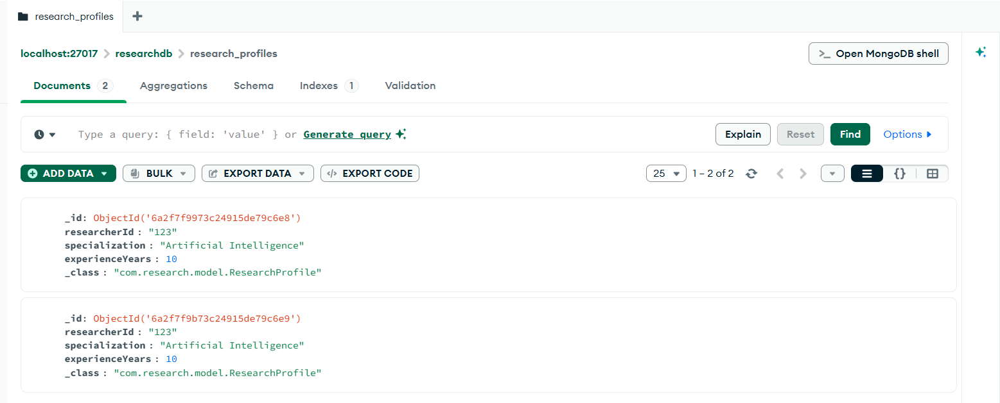 research_profiles
localhost:27017 researchdb research_profiles
Open MongoDB shell
Documents 2 Aggregations Schema Indexes 1 Validation
Type a query: { field: 'value' } or Generate query
Explain Reset Find Options
ADD DATA BULK EXPORT DATA EXPORT CODE 25 1 – 2 of 2
_id: ObjectId('6a2f7f9973c24915de79c6e8')
researcherId : "123"
specialization : "Artificial Intelligence"
experienceYears : 10
_class : "com.research.model.ResearchProfile"
_id: ObjectId('6a2f7f9b73c24915de79c6e9')
researcherId : "123"
specialization : "Artificial Intelligence"
experienceYears : 10
_class : "com.research.model.ResearchProfile"